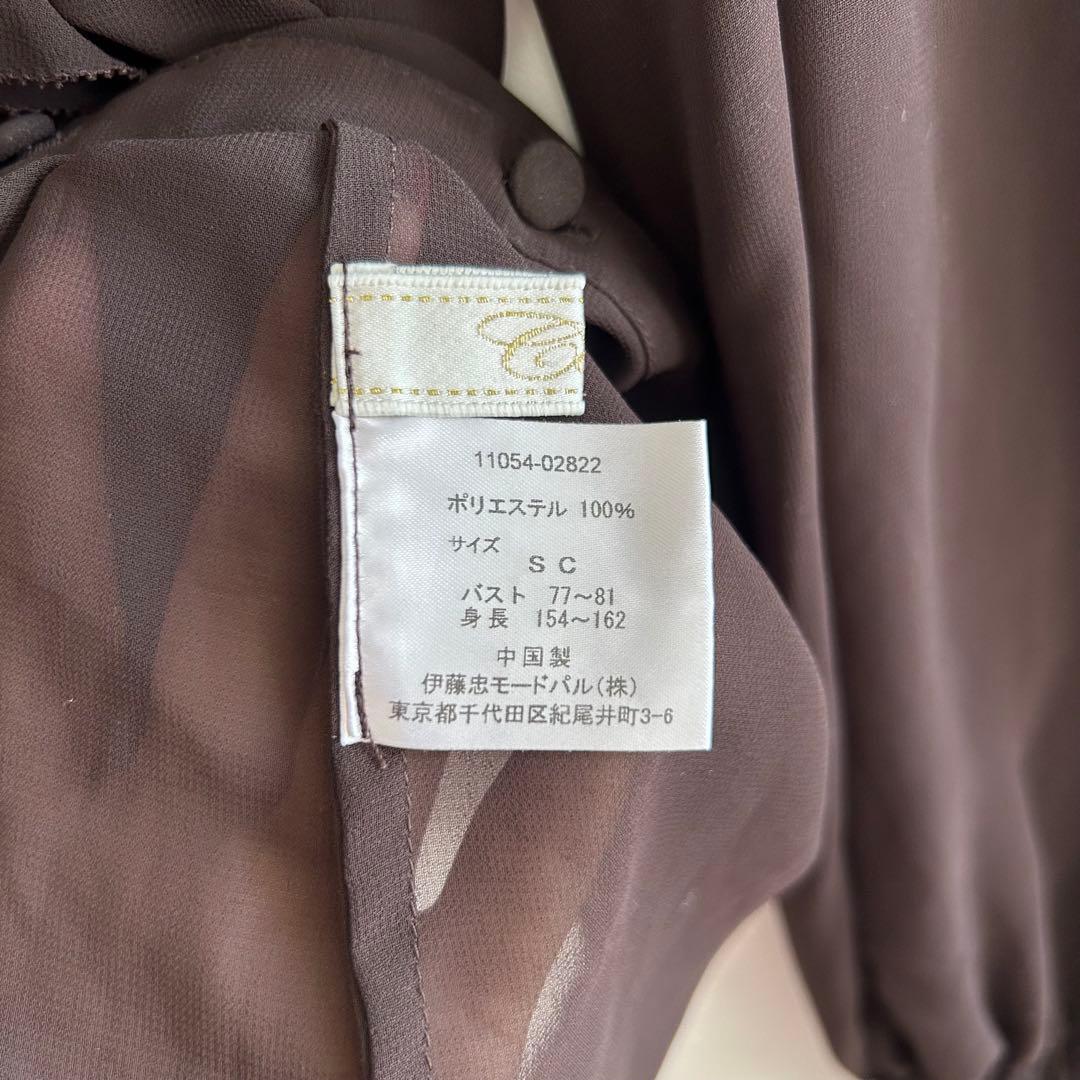 11054-02822
ポリエステル 100%
サイズ
S C
バスト 77～81
身長 154～162
中国製
伊藤忠モードパル(株)
東京都千代田区紀尾井町3-6